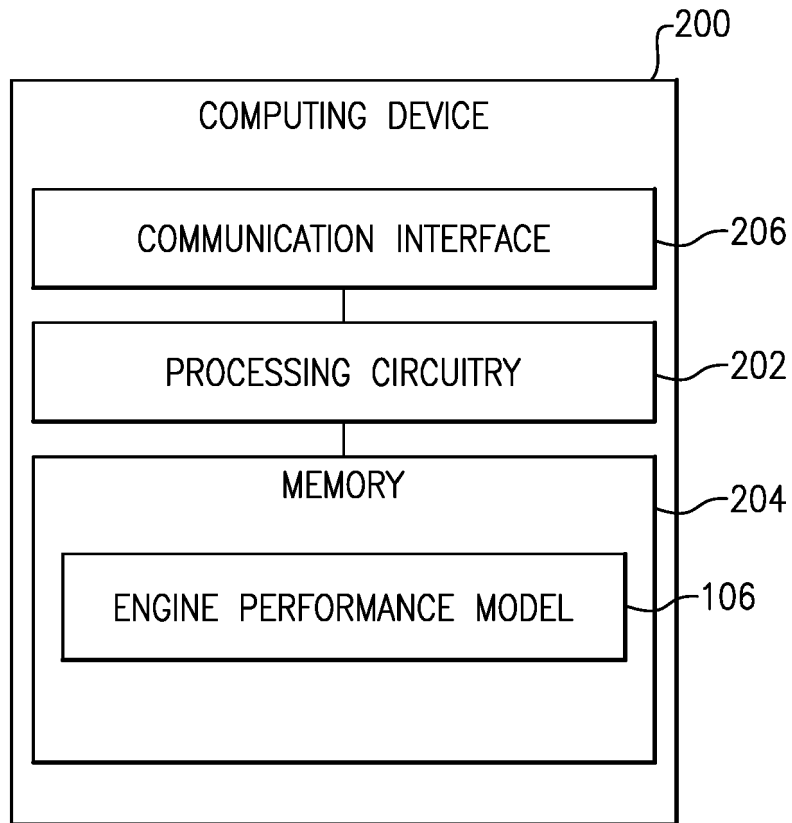 200
COMPUTING DEVICE
COMMUNICATION INTERFACE
206
PROCESSING CIRCUITRY
202
MEMORY
204
ENGINE PERFORMANCE MODEL
106